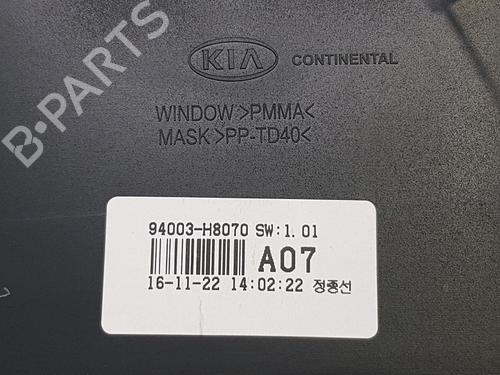 B-PARTS
KIA CONTINENTAL
WINDOW>PMMA<
MASK>PP-TD40<
94003-H8070 SW:1.01
A07
16-11-22 14:02:22 정종선